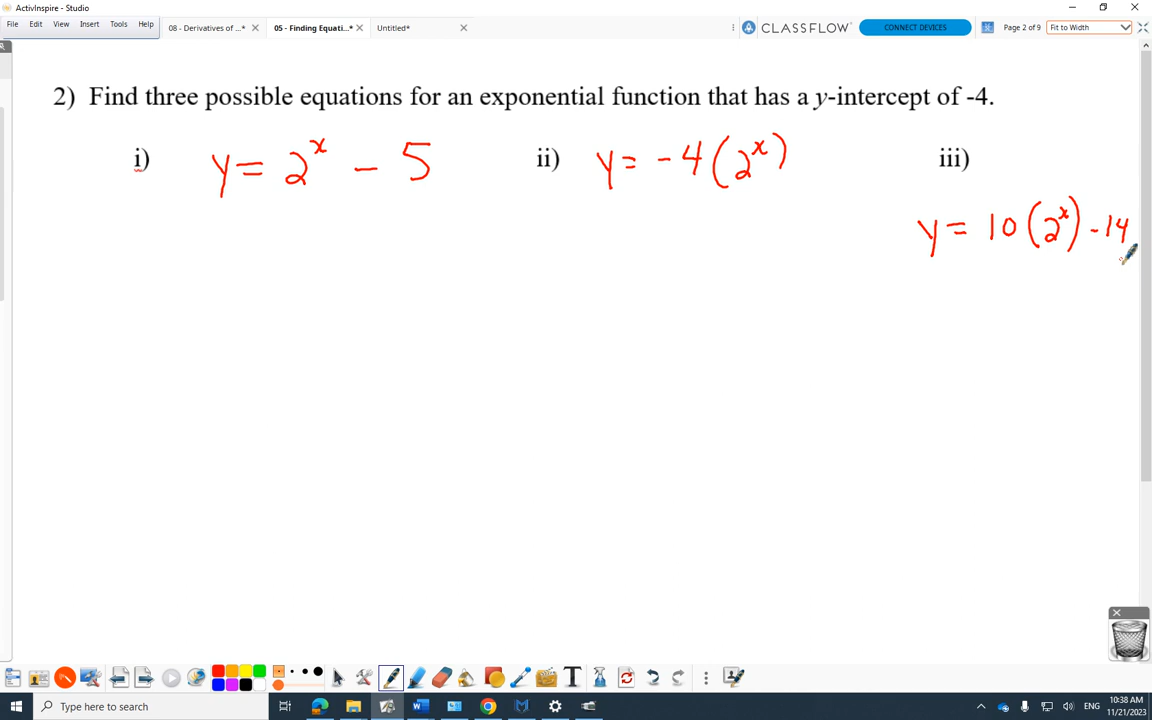 ActivInspire - Studio
File Edit View Insert Tools Help
08 - Derivatives of ...* 05 - Finding Equati...* Untitled* CLASSFLOW CONNECT DEVICES Page 2 of 9 Fit to Width
2) Find three possible equations for an exponential function that has a y-intercept of -4.
i) y = 2^x - 5 ii) y = -4(2^x) iii)
y = 10(2^x) - 14
Type here to search
ENG
10:38 AM
11/21/2023